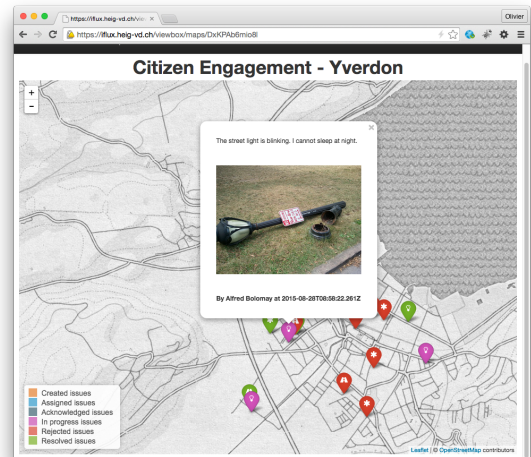 https://iflux.heig-vd.ch/vie
Olivier
https://iflux.heig-vd.ch/viewbox/maps/DxKPAb6mio8l
Citizen Engagement - Yverdon
+
-
The street light is blinking. I cannot sleep at night.
By Alfred Bolomay at 2015-08-28T08:58:22.261Z
Created issues
Assigned issues
Acknowledged issues
In progress issues
Rejected issues
Resolved issues
Leaflet | © OpenStreetMap contributors